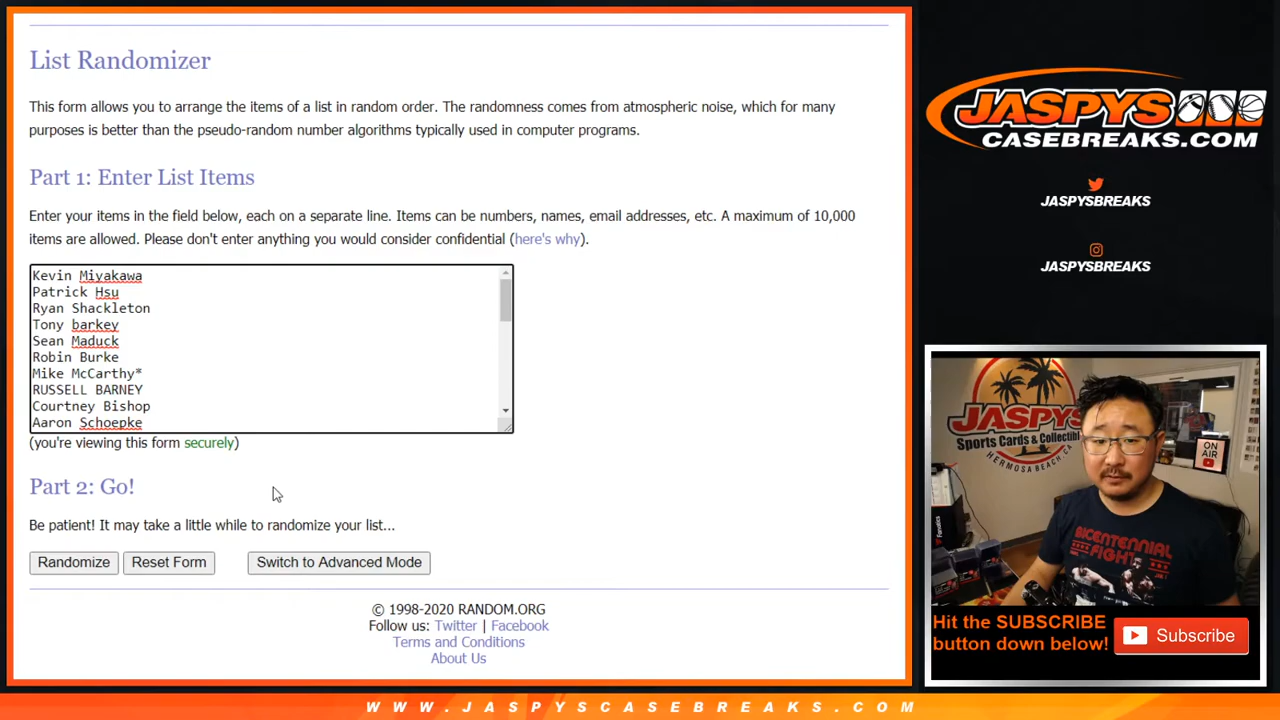 List Randomizer
This form allows you to arrange the items of a list in random order. The randomness comes from atmospheric noise, which for many
purposes is better than the pseudo-random number algorithms typically used in computer programs.
Part 1: Enter List Items
Enter your items in the field below, each on a separate line. Items can be numbers, names, email addresses, etc. A maximum of 10,000
items are allowed. Please don't enter anything you would consider confidential (here's why).
Kevin Miyakawa
Patrick Hsu
Ryan Shackleton
Tony barkey
Sean Maduck
Robin Burke
Mike McCarthy*
RUSSELL BARNEY
Courtney Bishop
Aaron Schoepke
(you're viewing this form securely)
Part 2: Go!
Be patient! It may take a little while to randomize your list...
Randomize Reset Form Switch to Advanced Mode
© 1998-2020 RANDOM.ORG
Follow us: Twitter | Facebook
Terms and Conditions
About Us
JASPYS
CASEBREAKS.COM
JASPYSBREAKS
JASPYSBREAKS
JASPYS
Sports Cards & Collectibl
HERMOSA BEACH, CA
ON
AIR
Fanatics
BICENTENNIAL
FIGHT
Hit the SUBSCRIBE
button down below!
Subscribe
WWW.JASPYSCASEBREAKS.COM